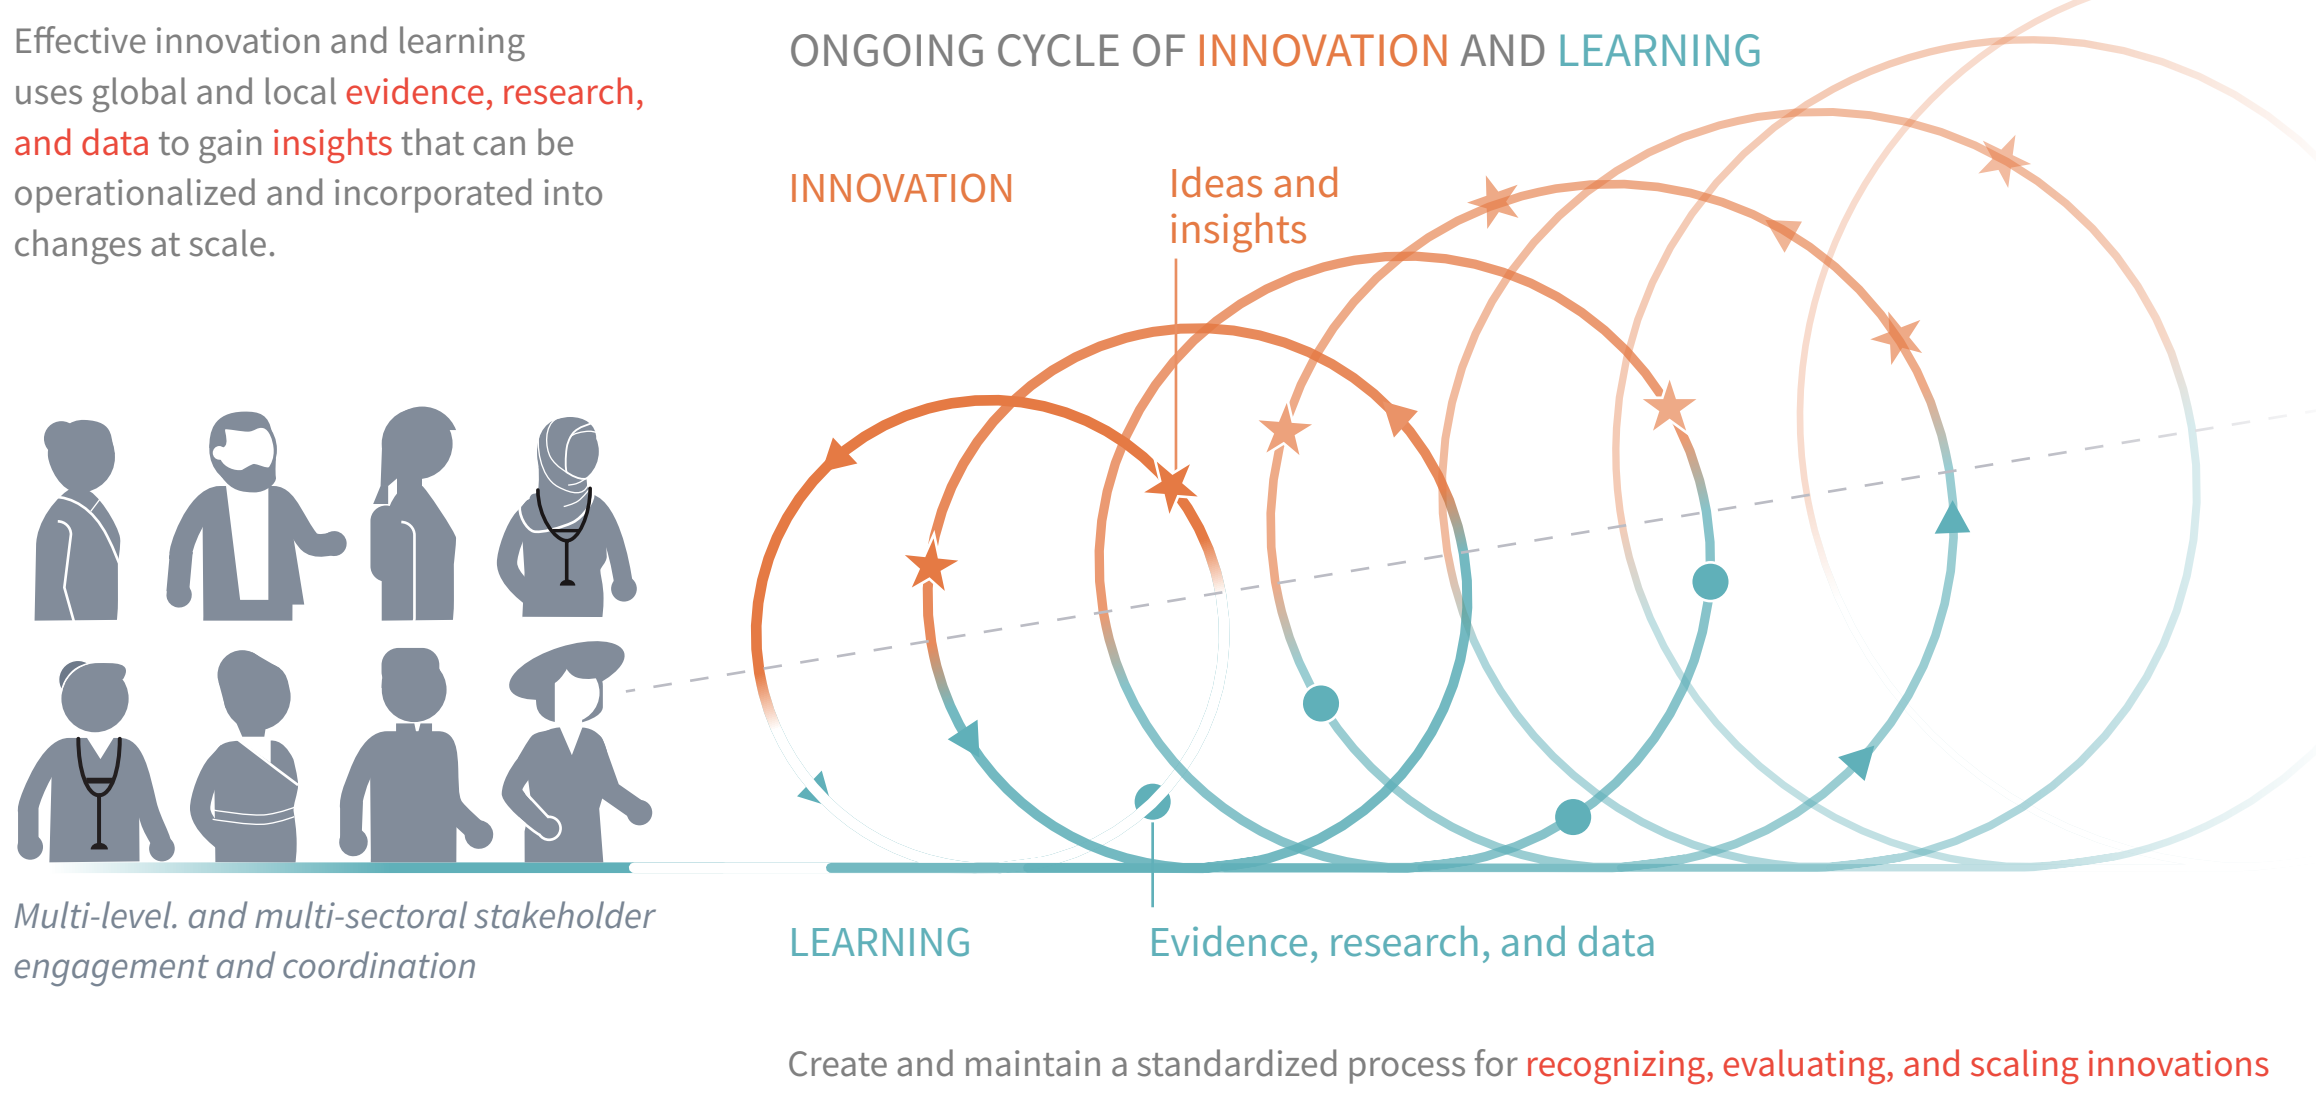 Effective innovation and learning
uses global and local evidence, research,
and data to gain insights that can be
operationalized and incorporated into
changes at scale.
ONGOING CYCLE OF INNOVATION AND LEARNING
INNOVATION
Ideas and
insights
Multi-level. and multi-sectoral stakeholder
engagement and coordination
LEARNING
Evidence, research, and data
Create and maintain a standardized process for recognizing, evaluating, and scaling innovations